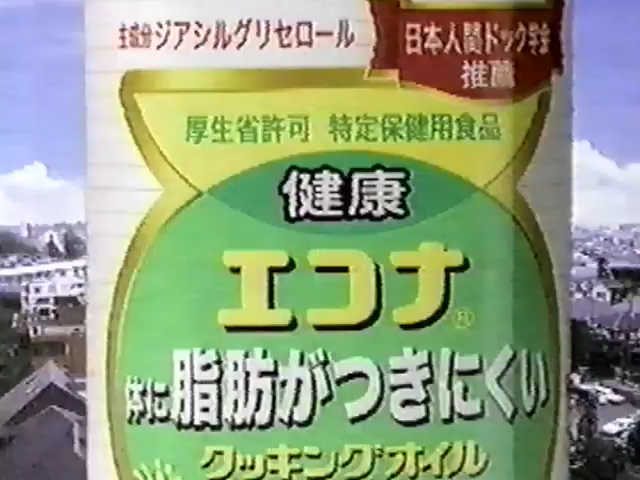 主成分ジアシルグリセロール
日本人間ドック学会
推薦
厚生省許可 特定保健用食品
健康
エコナ®
体に脂肪がつきにくい
クッキングオイル